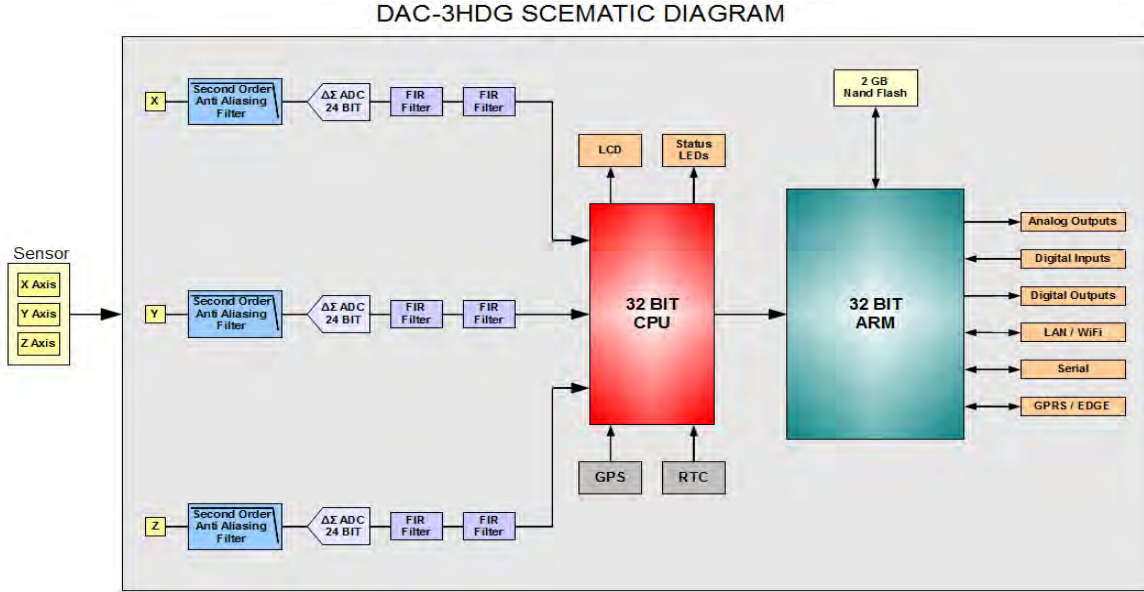 DAC-3HDG SCEMATIC DIAGRAM
Sensor
X Axis
Y Axis
Z Axis
X
Second Order
Anti Aliasing
Filter
ΔΣ ADC
24 BIT
FIR
Filter
FIR
Filter
Y
Second Order
Anti Aliasing
Filter
ΔΣ ADC
24 BIT
FIR
Filter
FIR
Filter
Z
Second Order
Anti Aliasing
Filter
ΔΣ ADC
24 BIT
FIR
Filter
FIR
Filter
LCD
Status
LEDs
32 BIT
CPU
GPS
RTC
2 GB
Nand Flash
32 BIT
ARM
Analog Outputs
Digital Inputs
Digital Outputs
LAN / WiFi
Serial
GPRS / EDGE